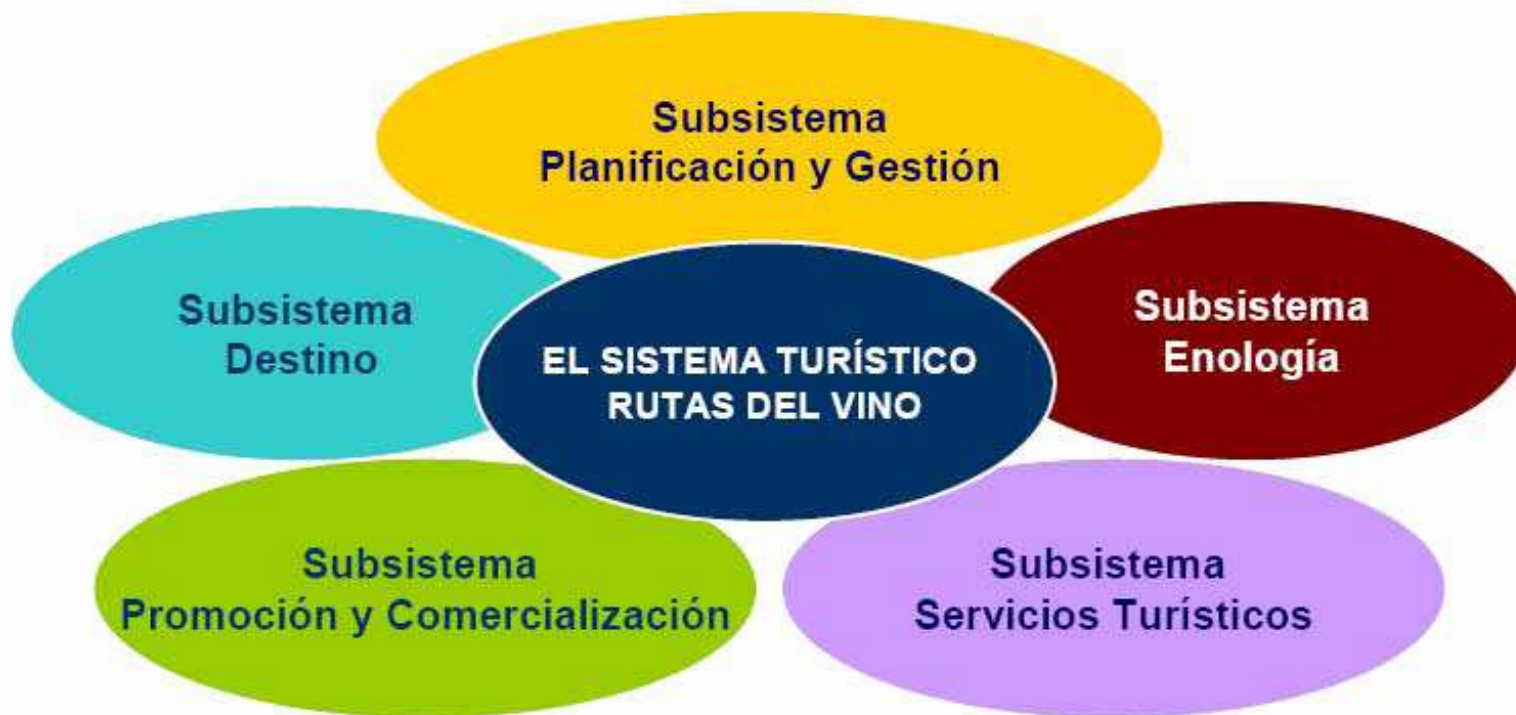 Subsistema
Planificación y Gestión
Subsistema
Destino
EL SISTEMA TURÍSTICO
RUTAS DEL VINO
Subsistema
Enología
Subsistema
Promoción y Comercialización
Subsistema
Servicios Turísticos